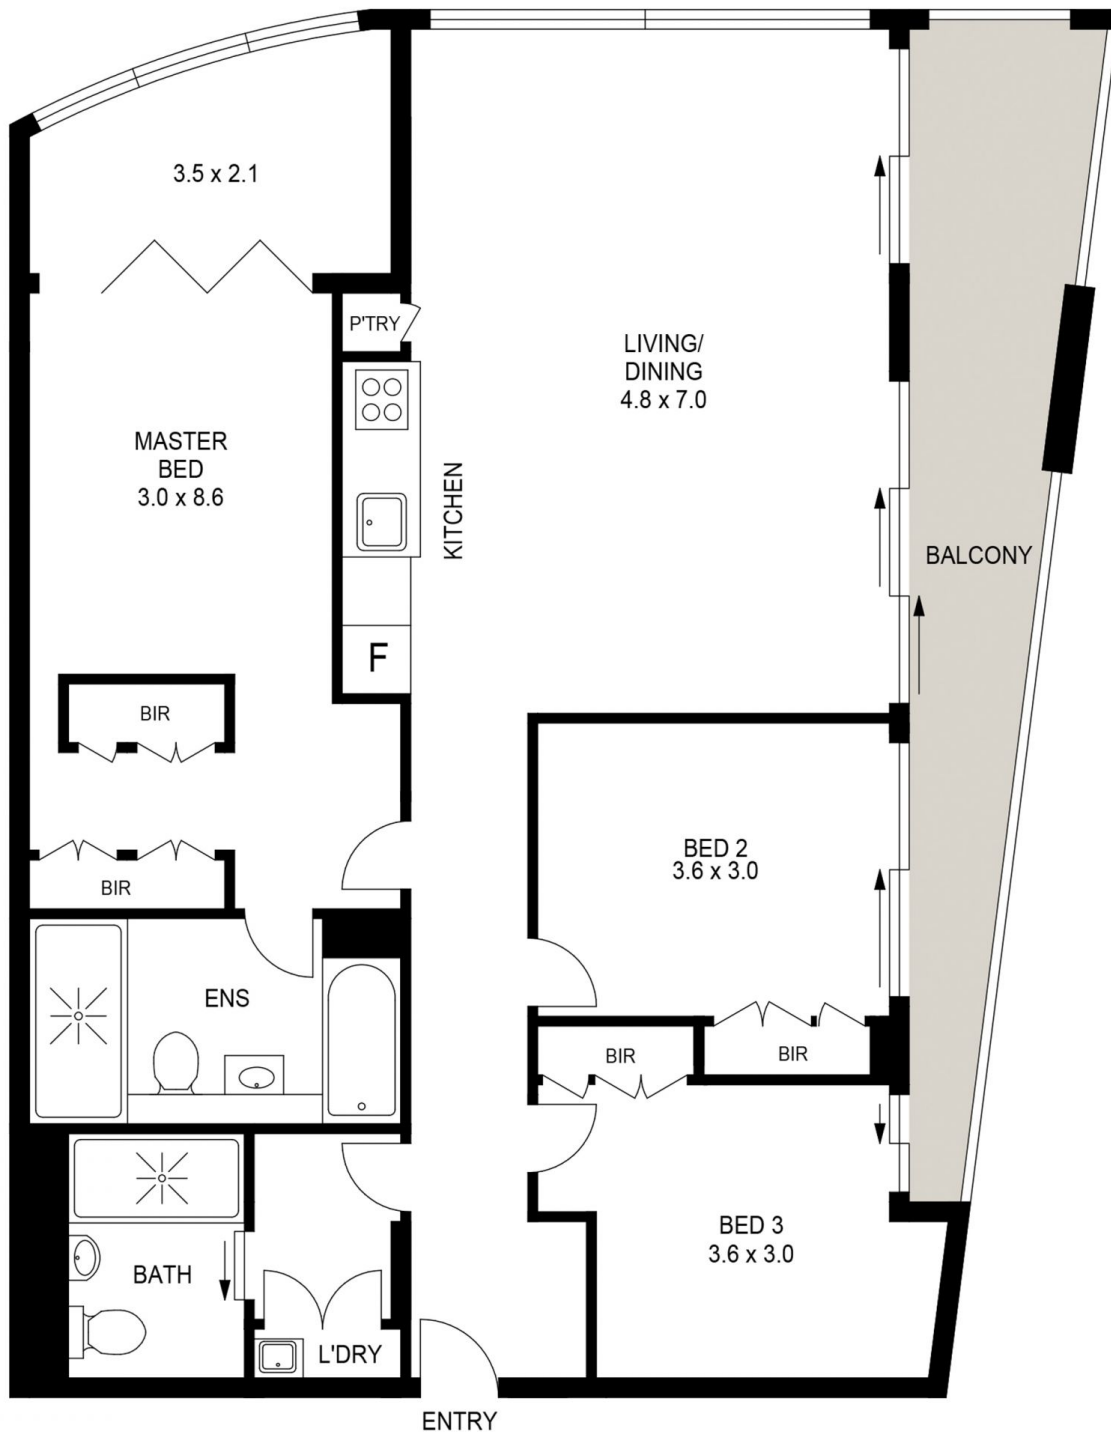 3.5 x 2.1
P'TRY
LIVING/
DINING
4.8 x 7.0
MASTER
BED
3.0 x 8.6
KITCHEN
BALCONY
F
BIR
BED 2
3.6 x 3.0
BIR
ENS
BIR
BIR
BED 3
3.6 x 3.0
BATH
L'DRY
ENTRY